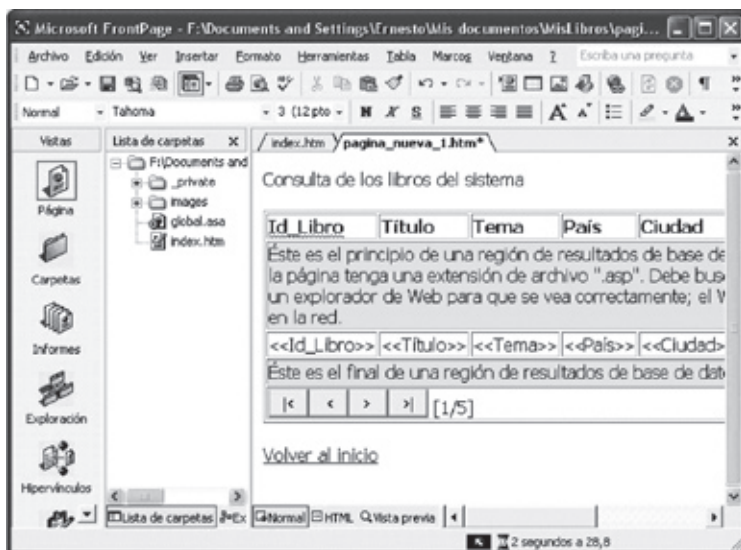 Microsoft FrontPage - F:\Documents and Settings\Ernesto\Mis documentos\MisLibros\pagi...
Archivo Edición Ver Insertar Formato Herramientas Tabla Marcos Ventana ? Escriba una pregunta
Normal Tahoma 3 (12 pto N K S
Vistas
Página
Carpetas
Informes
Exploración
Hipervínculos
Lista de carpetas x
F:\Documents and
_private
images
global.asa
index.htm
Lista de carpetas Ex
index.htm pagina_nueva_1.htm* x
Consulta de los libros del sistema
Id_Libro Título Tema País Ciudad
Éste es el principio de una región de resultados de base de
la página tenga una extensión de archivo ".asp". Debe bus
un explorador de Web para que se vea correctamente; el W
en la red.
<<Id_Libro>> <<Título>> <<Tema>> <<País>> <<Ciudad>
Éste es el final de una región de resultados de base de dat
|< < > >| [1/5]
Volver al inicio
Normal HTML Vista previa
2 segundos a 28,8